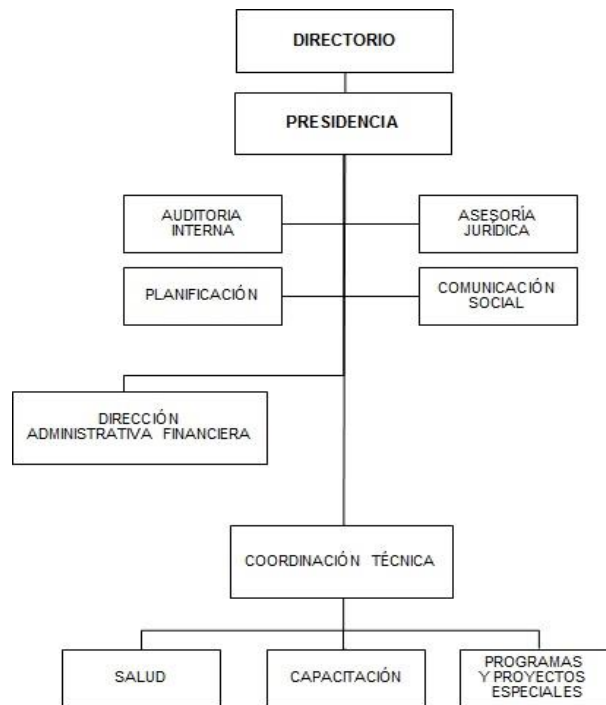 DIRECTORIO
PRESIDENCIA
AUDITORIA
INTERNA
ASESORÍA
JURÍDICA
PLANIFICACIÓN
COMUNICACIÓN
SOCIAL
DIRECCIÓN
ADMINISTRATIVA FINANCIERA
COORDINACIÓN TÉCNICA
SALUD
CAPACITACIÓN
PROGRAMAS
Y PROYECTOS
ESPECIALES